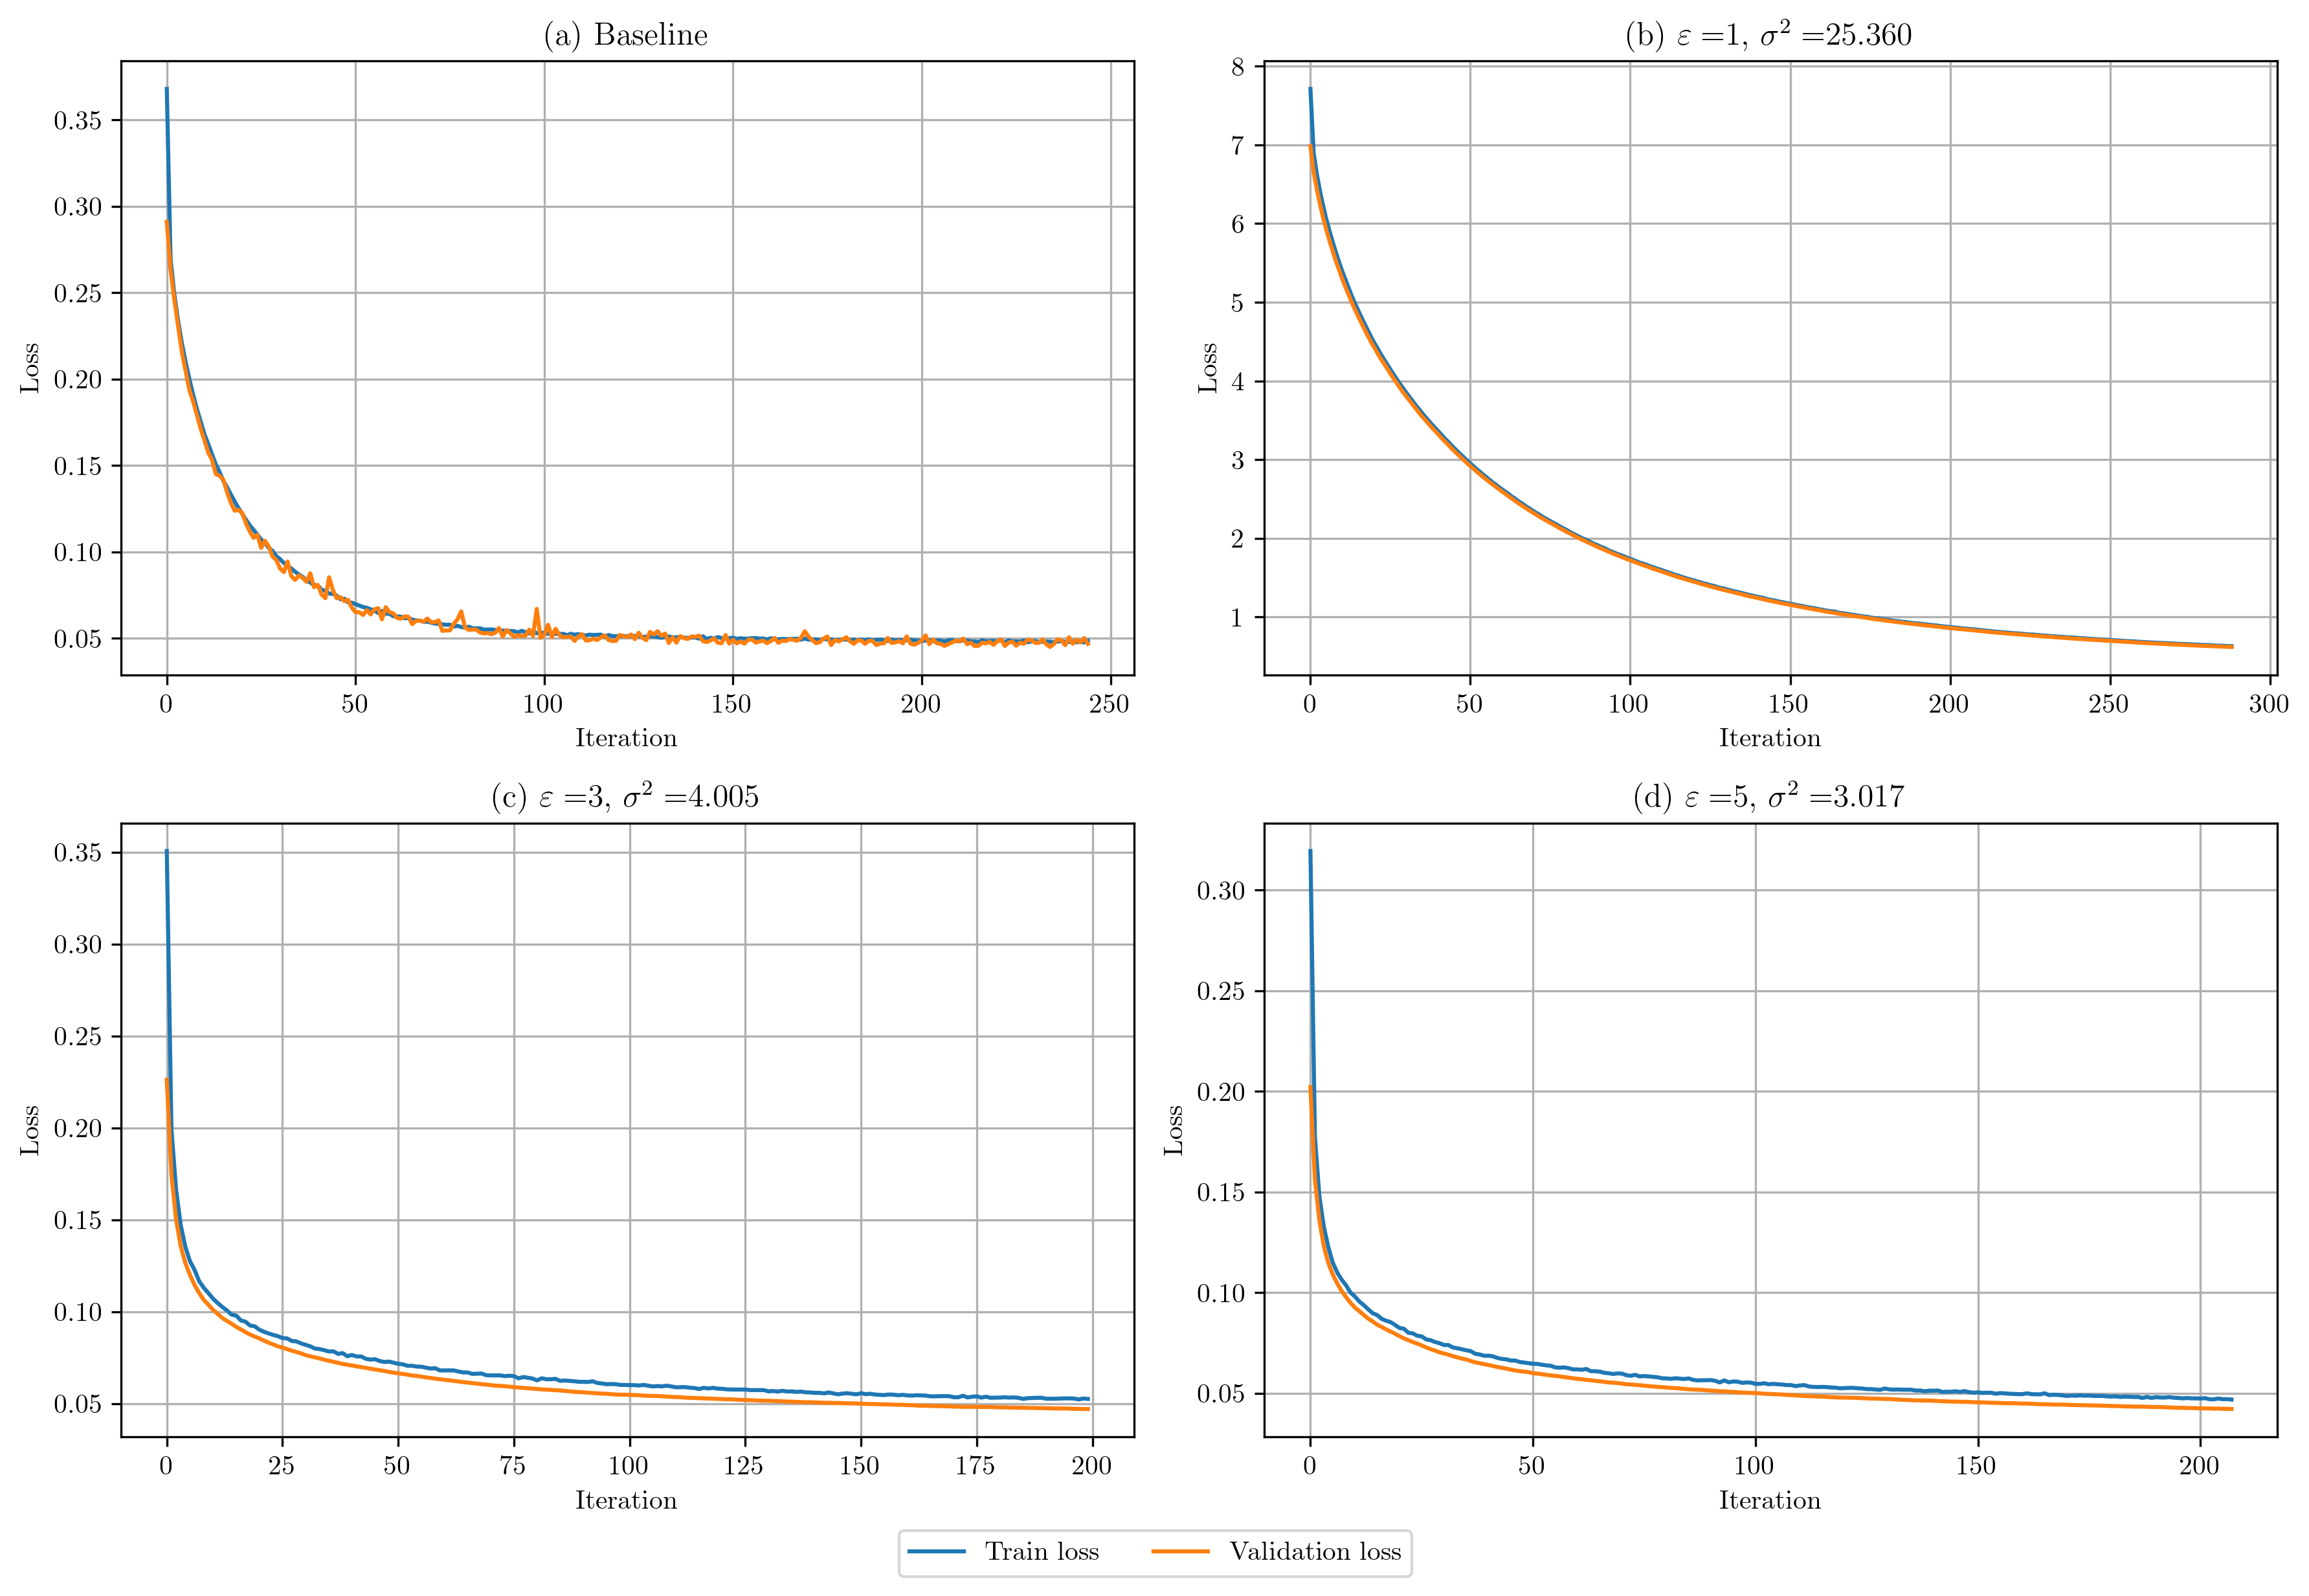 (a) Baseline
0.35
0.30
0.25
0.20
0.15
0.10
0.05
Loss
0 50 100 150 200 250
Iteration
(b) ε =1, σ² =25.360
8
7
6
5
4
3
2
1
Loss
0 50 100 150 200 250 300
Iteration
(c) ε =3, σ² =4.005
0.35
0.30
0.25
0.20
0.15
0.10
0.05
Loss
0 25 50 75 100 125 150 175 200
Iteration
(d) ε =5, σ² =3.017
0.30
0.25
0.20
0.15
0.10
0.05
Loss
0 50 100 150 200
Iteration
Train loss Validation loss